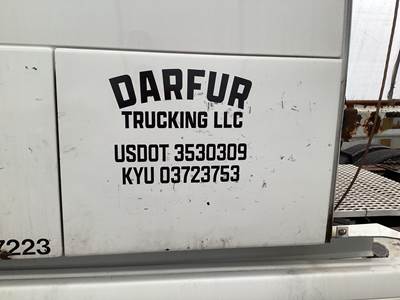 DARFUR
TRUCKING LLC
USDOT 3530309
KYU 03723753
7223